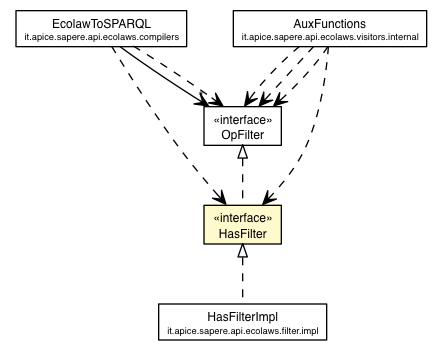 EcolawToSPARQL
it.apice.sapere.api.ecolaws.compilers
AuxFunctions
it.apice.sapere.api.ecolaws.visitors.internal
«interface»
OpFilter
«interface»
HasFilter
HasFilterImpl
it.apice.sapere.api.ecolaws.filter.impl